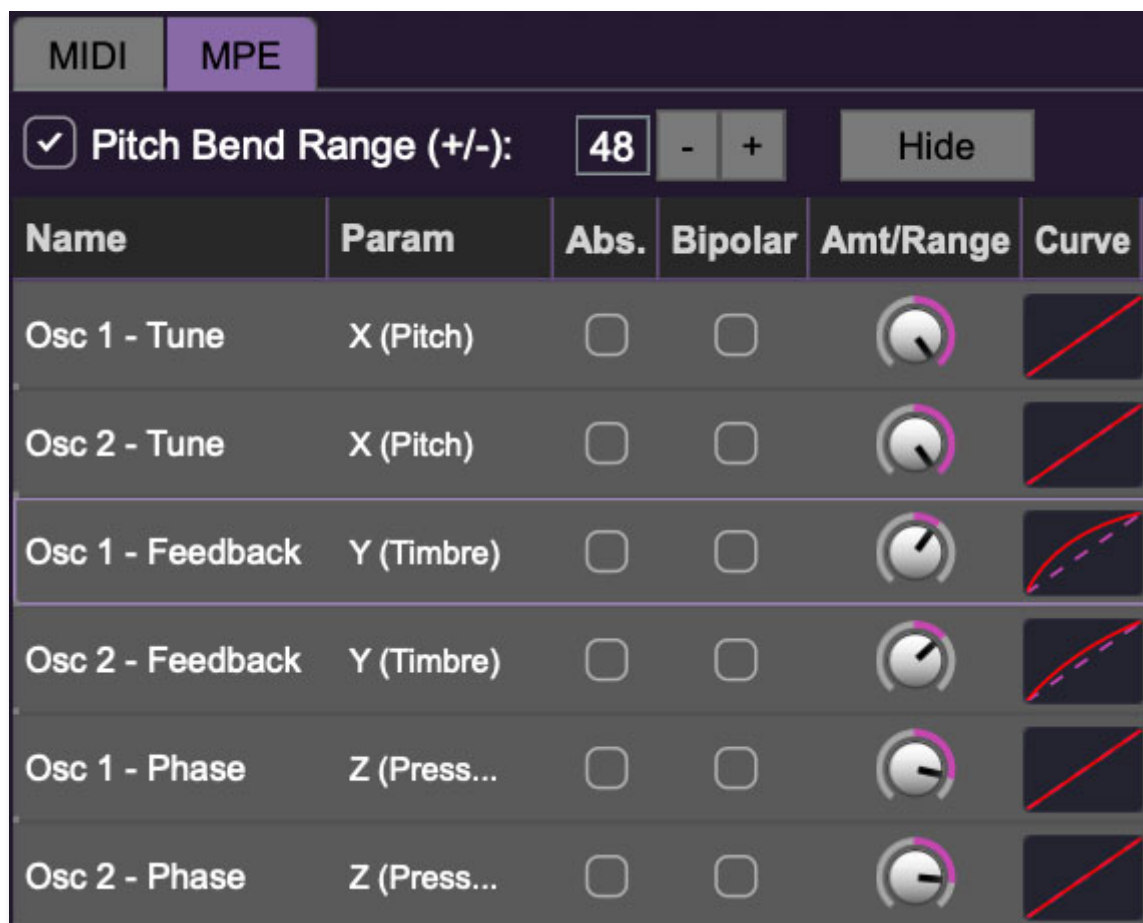 MIDI MPE
Pitch Bend Range (+/-): 48 - + Hide
Name Param Abs. Bipolar Amt/Range Curve
Osc 1 - Tune X (Pitch)
Osc 2 - Tune X (Pitch)
Osc 1 - Feedback Y (Timbre)
Osc 2 - Feedback Y (Timbre)
Osc 1 - Phase Z (Press...
Osc 2 - Phase Z (Press...